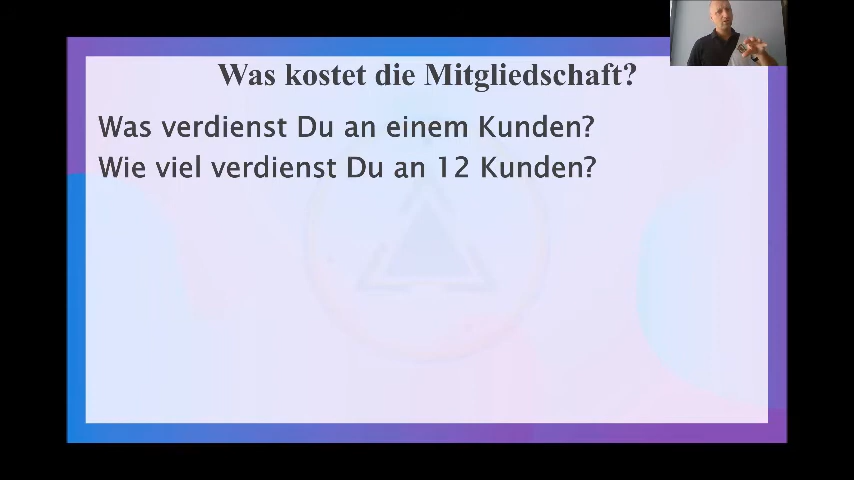 Was kostet die Mitgliedschaft?
Was verdienst Du an einem Kunden?
Wie viel verdienst Du an 12 Kunden?